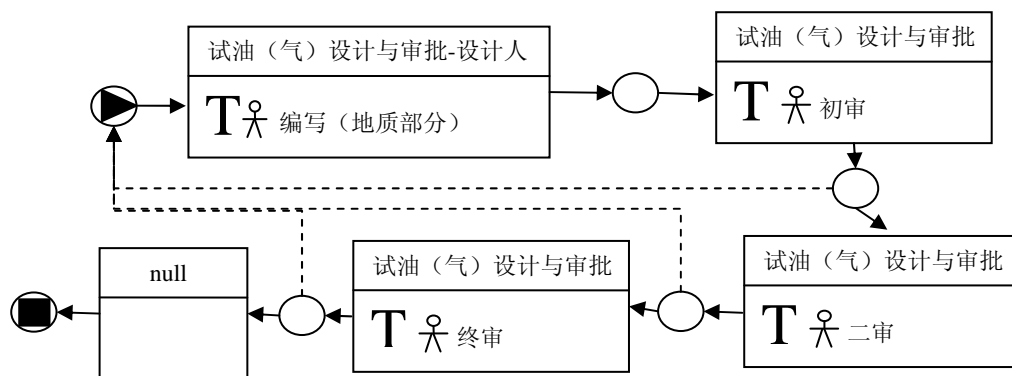 试油（气）设计与审批-设计人
T 编写（地质部分）
试油（气）设计与审批
T 初审
试油（气）设计与审批
T 二审
试油（气）设计与审批
T 终审
null